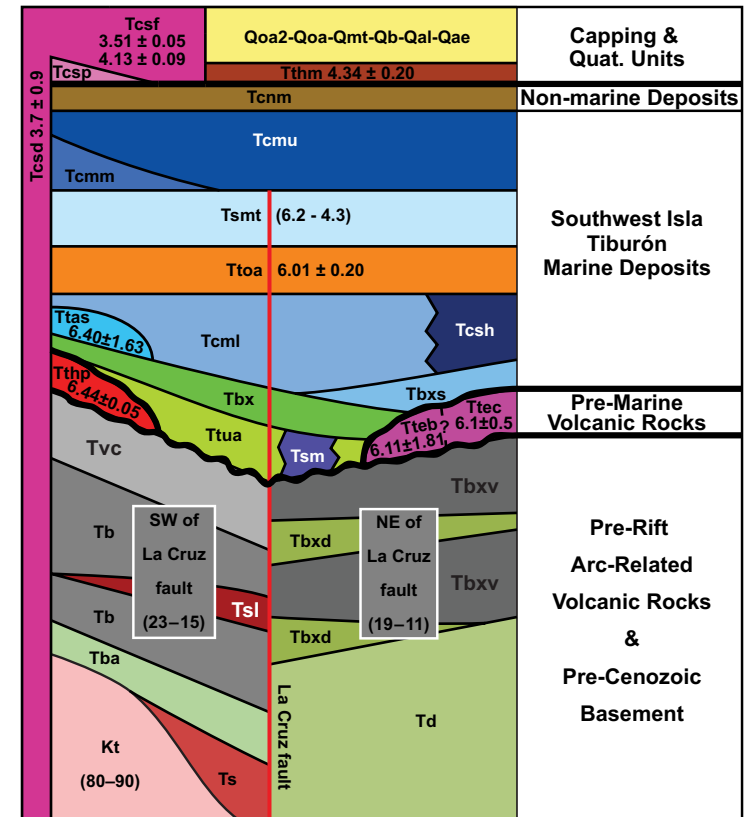 Tcsf
3.51 ± 0.05
4.13 ± 0.09
Qoa2-Qoa-Qmt-Qb-Qal-Qae
Capping &
Quat. Units
Tcsp
Tthm 4.34 ± 0.20
Tcsd 3.7 ± 0.9
Tcnm
Non-marine Deposits
Tcmu
Tcmm
Tsmt (6.2 - 4.3)
Southwest Isla
Tiburón
Marine Deposits
Ttoa 6.01 ± 0.20
Ttas
6.40±1.63
Tcml
Tcsh
Tthp
6.44±0.05
Tbx
Tbxs
Ttua
Tsm
Tteb
6.11±1.81
?
Ttec
6.1±0.5
Pre-Marine
Volcanic Rocks
Tvc
Tbxv
Tb
SW of
La Cruz
fault
(23–15)
Tbxd
NE of
La Cruz
fault
(19–11)
Tbxv
Tsl
Tb
Tbxd
Tba
Pre-Rift
Arc-Related
Volcanic Rocks
&
Pre-Cenozoic
Basement
La Cruz fault
Td
Kt
(80–90)
Ts